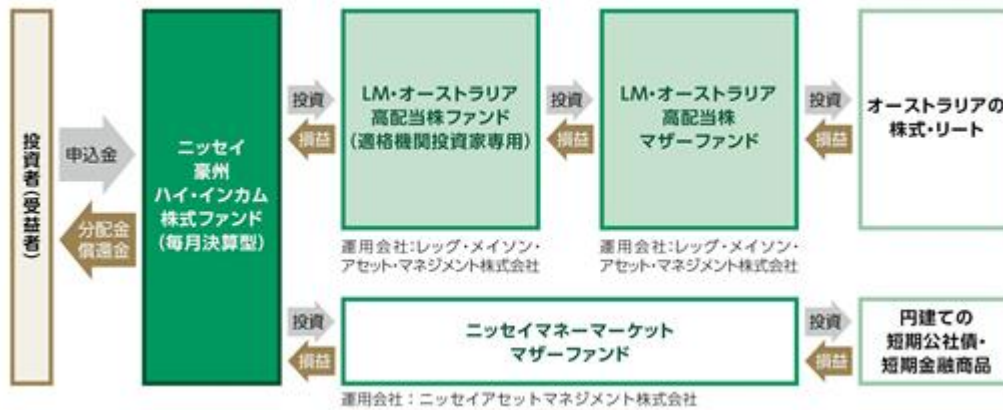 投資者(受益者)
申込金
分配金
償還金
ニッセイ
豪州
ハイ・インカム
株式ファンド
(毎月決算型)
投資
損益
LM・オーストラリア
高配当株ファンド
(適格機関投資家専用)
運用会社:レッグ・メイソン・
アセット・マネジメント株式会社
投資
損益
LM・オーストラリア
高配当株
マザーファンド
運用会社:レッグ・メイソン・
アセット・マネジメント株式会社
投資
損益
オーストラリアの
株式・リート
投資
損益
ニッセイマネーマーケット
マザーファンド
運用会社:ニッセイアセットマネジメント株式会社
投資
損益
円建ての
短期公社債・
短期金融商品